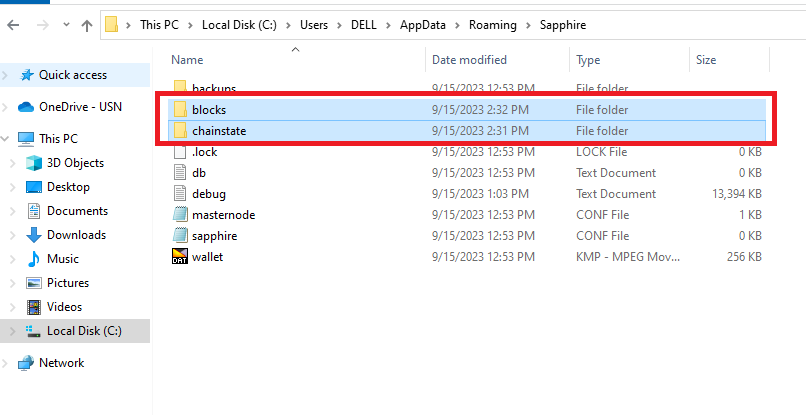 This PC > Local Disk (C:) > Users > DELL > AppData > Roaming > Sapphire
Name Date modified Type Size
Quick access
OneDrive - USN
This PC
3D Objects
Desktop
Documents
Downloads
Music
Pictures
Videos
Local Disk (C:)
Network
backups 9/15/2023 12:53 PM File folder
blocks 9/15/2023 2:32 PM File folder
chainstate 9/15/2023 2:31 PM File folder
.lock 9/15/2023 12:53 PM LOCK File 0 KB
db 9/15/2023 12:53 PM Text Document 0 KB
debug 9/15/2023 1:03 PM Text Document 13,394 KB
masternode 9/15/2023 12:53 PM CONF File 1 KB
sapphire 9/15/2023 12:53 PM CONF File 0 KB
DAT wallet 9/15/2023 12:53 PM KMP - MPEG Mov... 256 KB